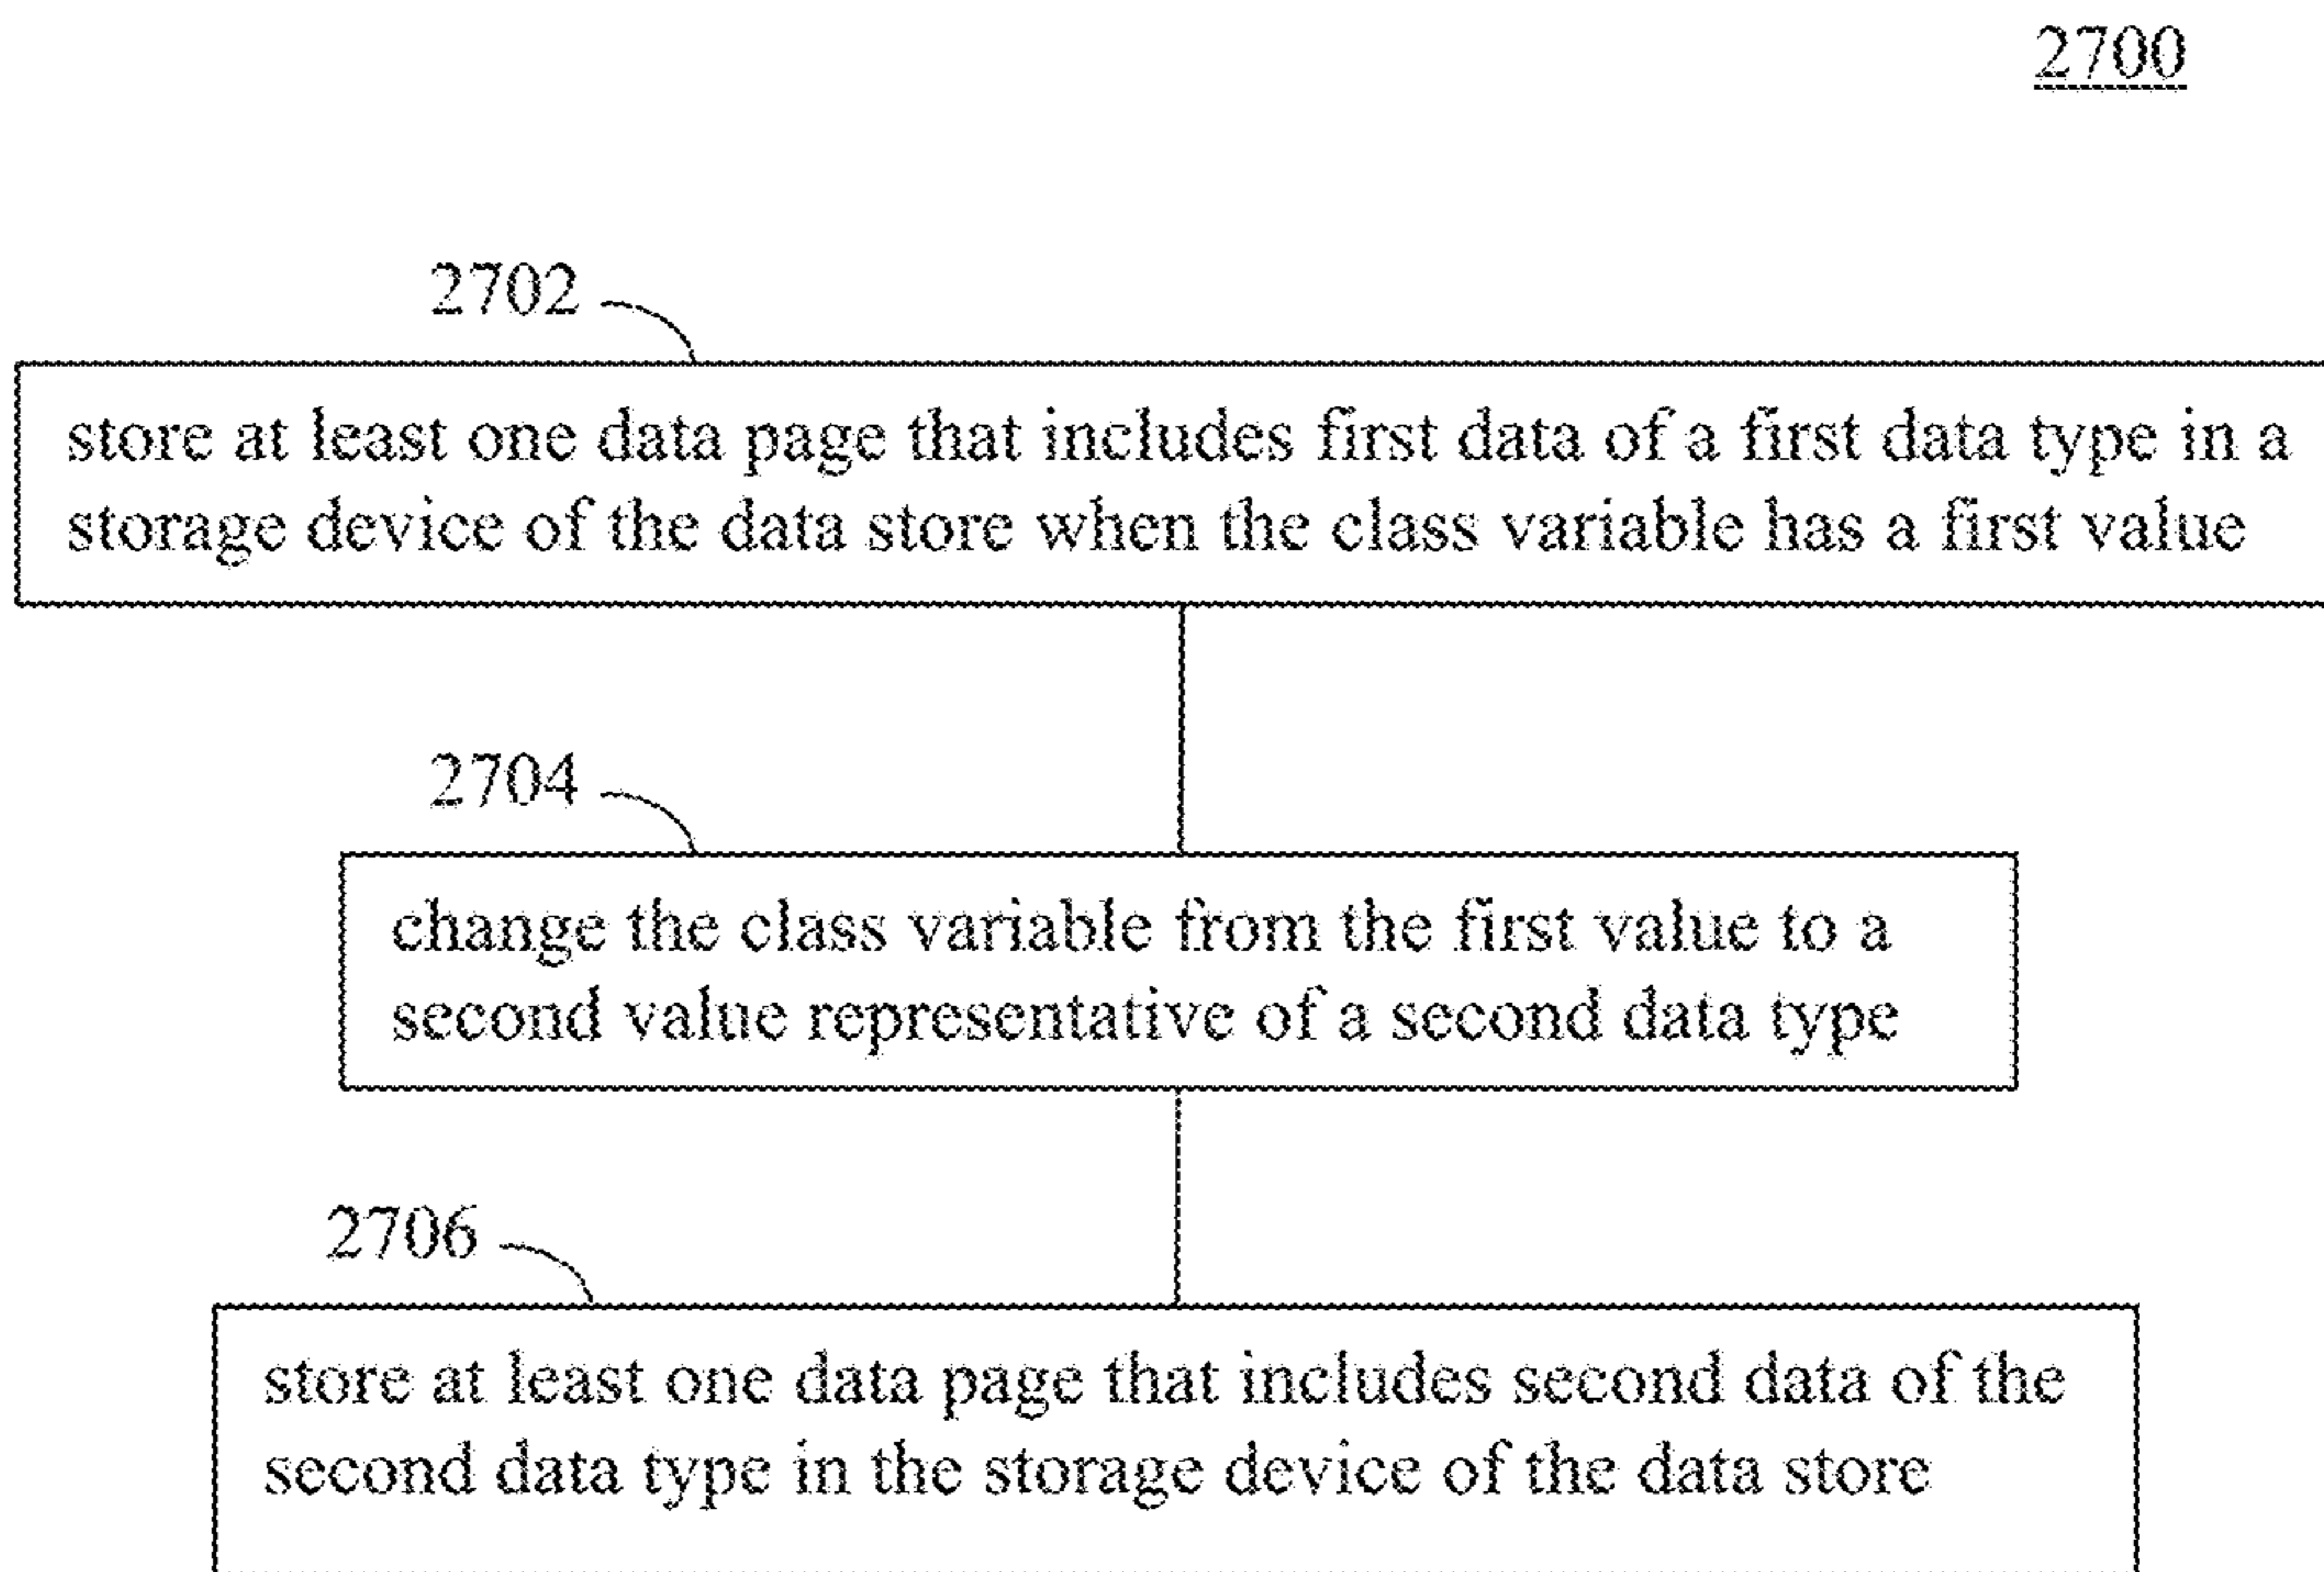 2700
2702
store at least one data page that includes first data of a first data type in a
storage device of the data store when the class variable has a first value
2704
change the class variable from the first value to a
second value representative of a second data type
2706
store at least one data page that includes second data of the
second data type in the storage device of the data store